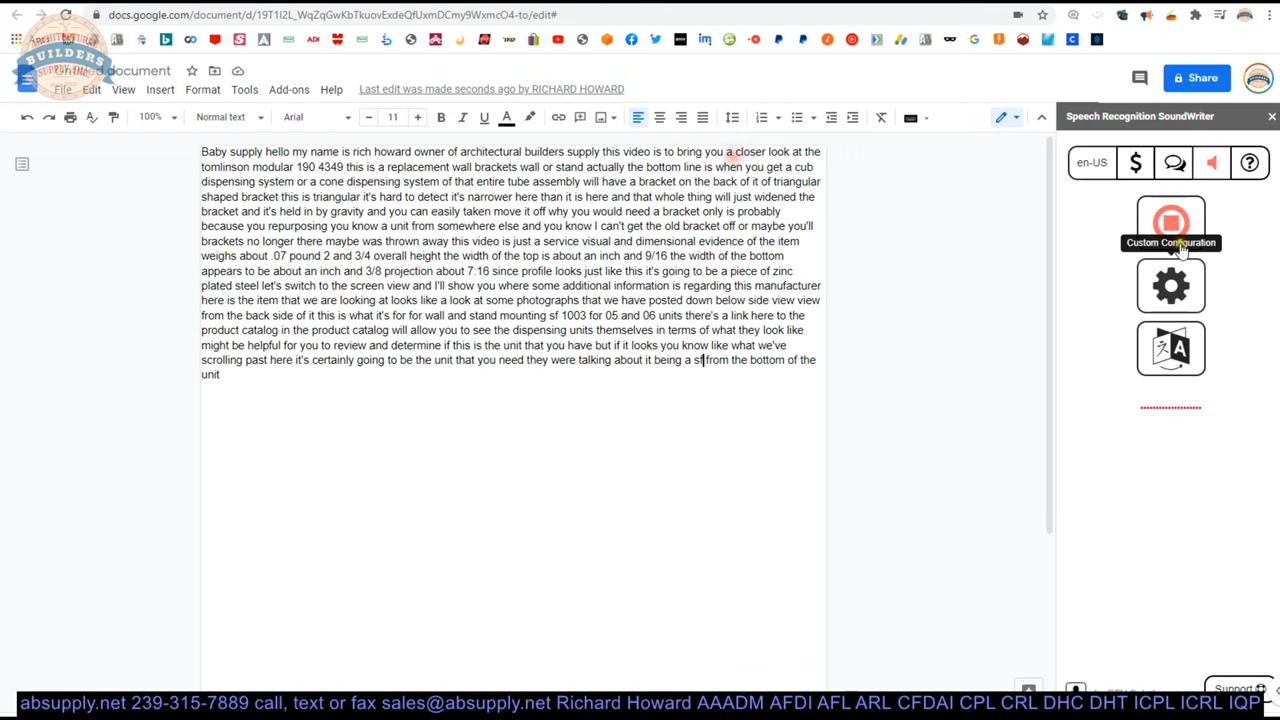 docs.google.com/document/d/19T1I2L_WqZqGwKbTkuovExdeQfUxmDCmy9WxmcO4-to/edit#
ADI
ARCHITECTURAL
BUILDERS
SUPPLY INC.
Untitled document
File Edit View Insert Format Tools Add-ons Help Last edit was made seconds ago by RICHARD HOWARD
Share
100% Normal text Arial 11 B I U A
Speech Recognition SoundWriter
en-US $ ?
Custom Configuration
A
Baby supply hello my name is rich howard owner of architectural builders supply this video is to bring you a closer look at the
tomlinson modular 190 4349 this is a replacement wall brackets wall or stand actually the bottom line is when you get a cub
dispensing system or a cone dispensing system of that entire tube assembly will have a bracket on the back of it of triangular
shaped bracket this is triangular it's hard to detect it's narrower here than it is here and that whole thing will just widened the
bracket and it's held in by gravity and you can easily taken move it off why you would need a bracket only is probably
because you repurposing you know a unit from somewhere else and you know I can't get the old bracket off or maybe you'll
brackets no longer there maybe was thrown away this video is just a service visual and dimensional evidence of the item
weighs about .07 pound 2 and 3/4 overall height the width of the top is about an inch and 9/16 the width of the bottom
appears to be about an inch and 3/8 projection about 7:16 since profile looks just like this it's going to be a piece of zinc
plated steel let's switch to the screen view and I'll show you where some additional information is regarding this manufacturer
here is the item that we are looking at looks like a look at some photographs that we have posted down below side view view
from the back side of it this is what it's for for wall and stand mounting sf 1003 for 05 and 06 units there's a link here to the
product catalog in the product catalog will allow you to see the dispensing units themselves in terms of what they look like
might be helpful for you to review and determine if this is the unit that you have but if it looks you know like what we've
scrolling past here it's certainly going to be the unit that you need they were talking about it being a sf from the bottom of the
unit
Support
absupply.net 239-315-7889 call, text or fax sales@absupply.net Richard Howard AAADM AFDI AFL ARL CFDAI CPL CRL DHC DHT ICPL ICRL IQP